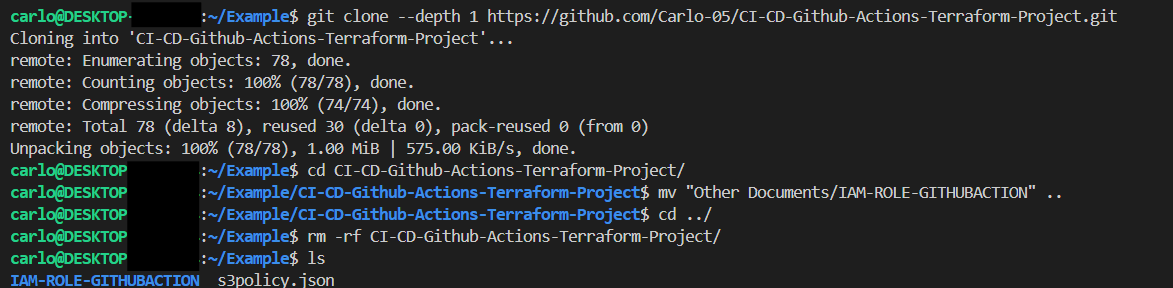 carlo@DESKTOP- :~/Example$ git clone --depth 1 https://github.com/Carlo-05/CI-CD-Github-Actions-Terraform-Project.git
Cloning into 'CI-CD-Github-Actions-Terraform-Project'...
remote: Enumerating objects: 78, done.
remote: Counting objects: 100% (78/78), done.
remote: Compressing objects: 100% (74/74), done.
remote: Total 78 (delta 8), reused 30 (delta 0), pack-reused 0 (from 0)
Unpacking objects: 100% (78/78), 1.00 MiB | 575.00 KiB/s, done.
carlo@DESKTOP :~/Example$ cd CI-CD-Github-Actions-Terraform-Project/
carlo@DESKTOP :~/Example/CI-CD-Github-Actions-Terraform-Project$ mv "Other Documents/IAM-ROLE-GITHUBACTION" ..
carlo@DESKTOP :~/Example/CI-CD-Github-Actions-Terraform-Project$ cd ../
carlo@DESKTOP :~/Example$ rm -rf CI-CD-Github-Actions-Terraform-Project/
carlo@DESKTOP :~/Example$ ls
IAM-ROLE-GITHUBACTION  s3policy.json